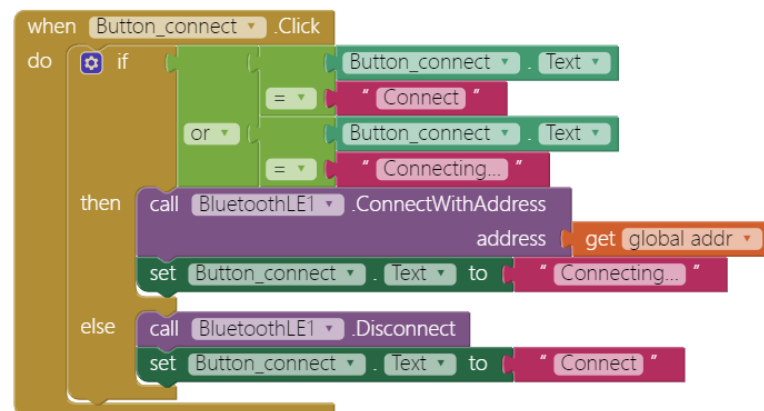 when Button_connect .Click
do if Button_connect . Text
= " Connect "
or Button_connect . Text
= " Connecting... "
then call BluetoothLE1 .ConnectWithAddress
address get global addr
set Button_connect . Text to " Connecting... "
else call BluetoothLE1 .Disconnect
set Button_connect . Text to " Connect "